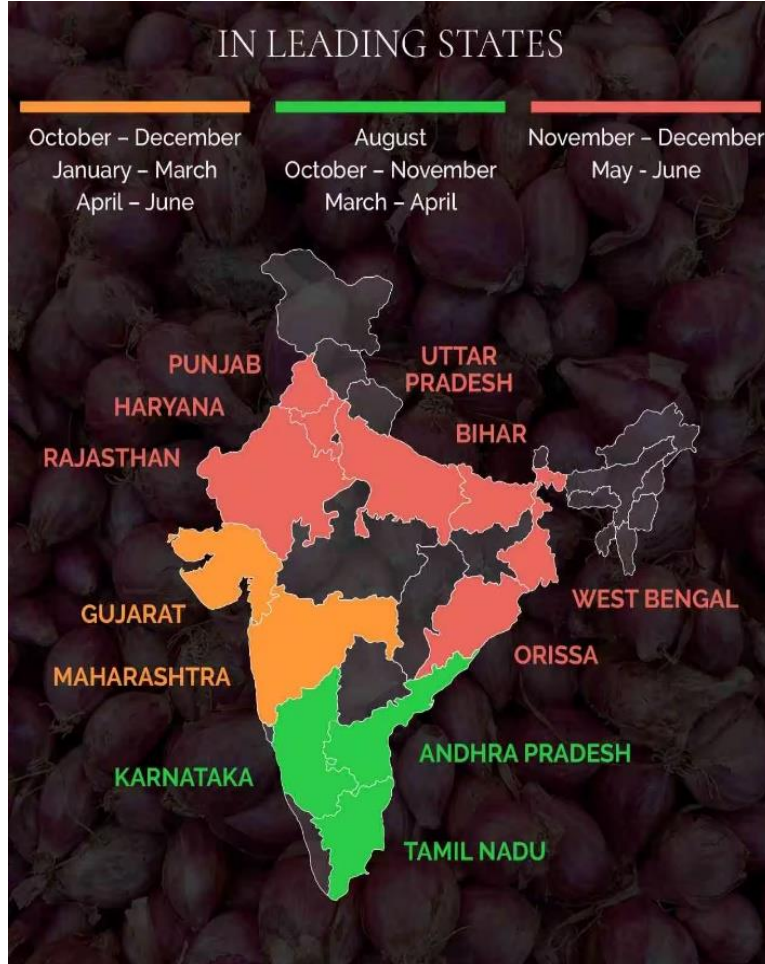 IN LEADING STATES
October – December
January – March
April – June
August
October – November
March – April
November – December
May - June
PUNJAB
HARYANA
RAJASTHAN
UTTAR
PRADESH
BIHAR
GUJARAT
MAHARASHTRA
WEST BENGAL
ORISSA
KARNATAKA
ANDHRA PRADESH
TAMIL NADU